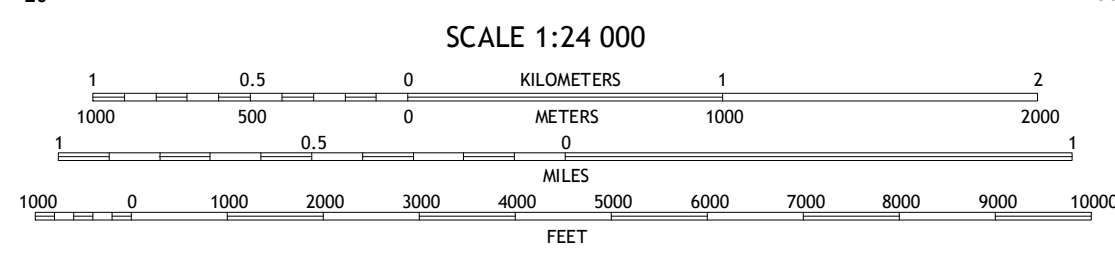 SCALE 1:24 000
1 0.5 0 KILOMETERS 1 2
1000 500 0 METERS 1000 2000
1 0.5 0 1
MILES
1000 0 1000 2000 3000 4000 5000 6000 7000 8000 9000 10000
FEET